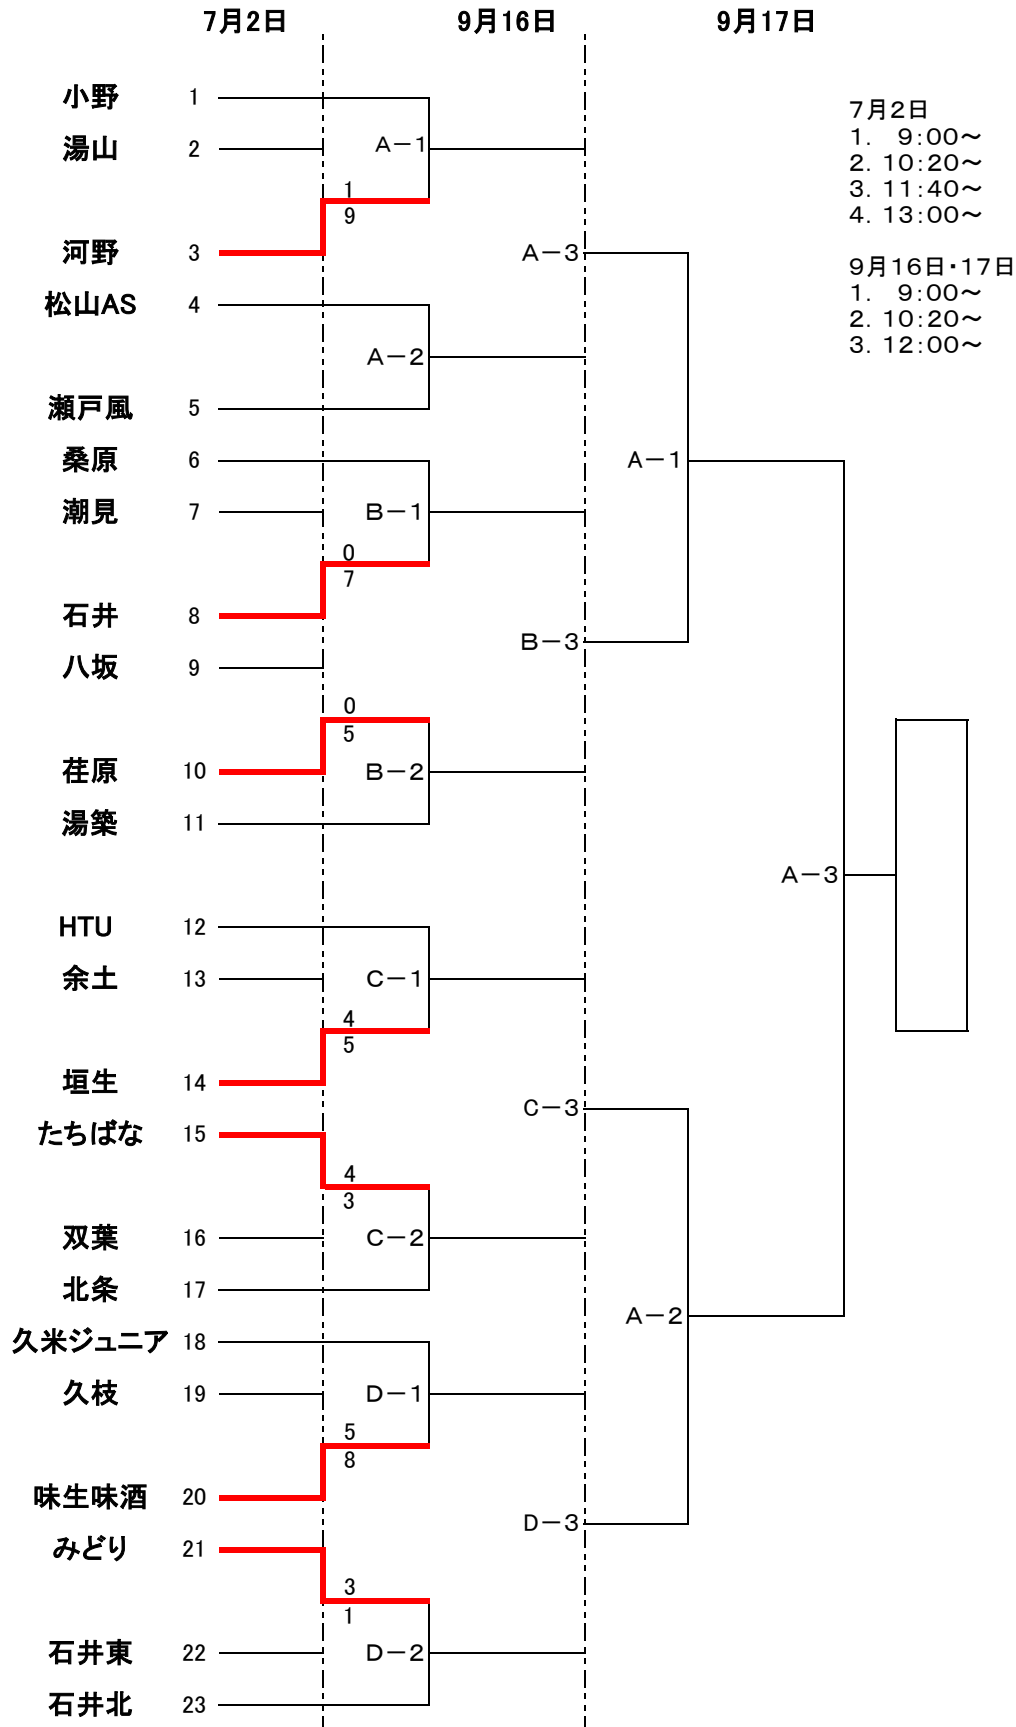 7月2日 9月16日 9月17日
小野 1
7月2日
1. 9:00～
湯山 2 A－1
2. 10:20～
3. 11:40～
1
9
4. 13:00～
河野 3 A－3
9月16日・17日
1. 9:00～
松山AS 4
2. 10:20～
3. 12:00～
A－2
瀬戸風 5
桑原 6 A－1
潮見 7 B－1
0
7
石井 8
B－3
八坂 9
0
5
荏原 10 B－2
湯築 11
A－3
HTU 12
余土 13 C－1
4
5
垣生 14
C－3
たちばな 15
4
3
双葉 16 C－2
北条 17
A－2
久米ジュニア 18
久枝 19 D－1
5
8
味生味酒 20
D－3
みどり 21
3
1
石井東 22 D－2
石井北 23